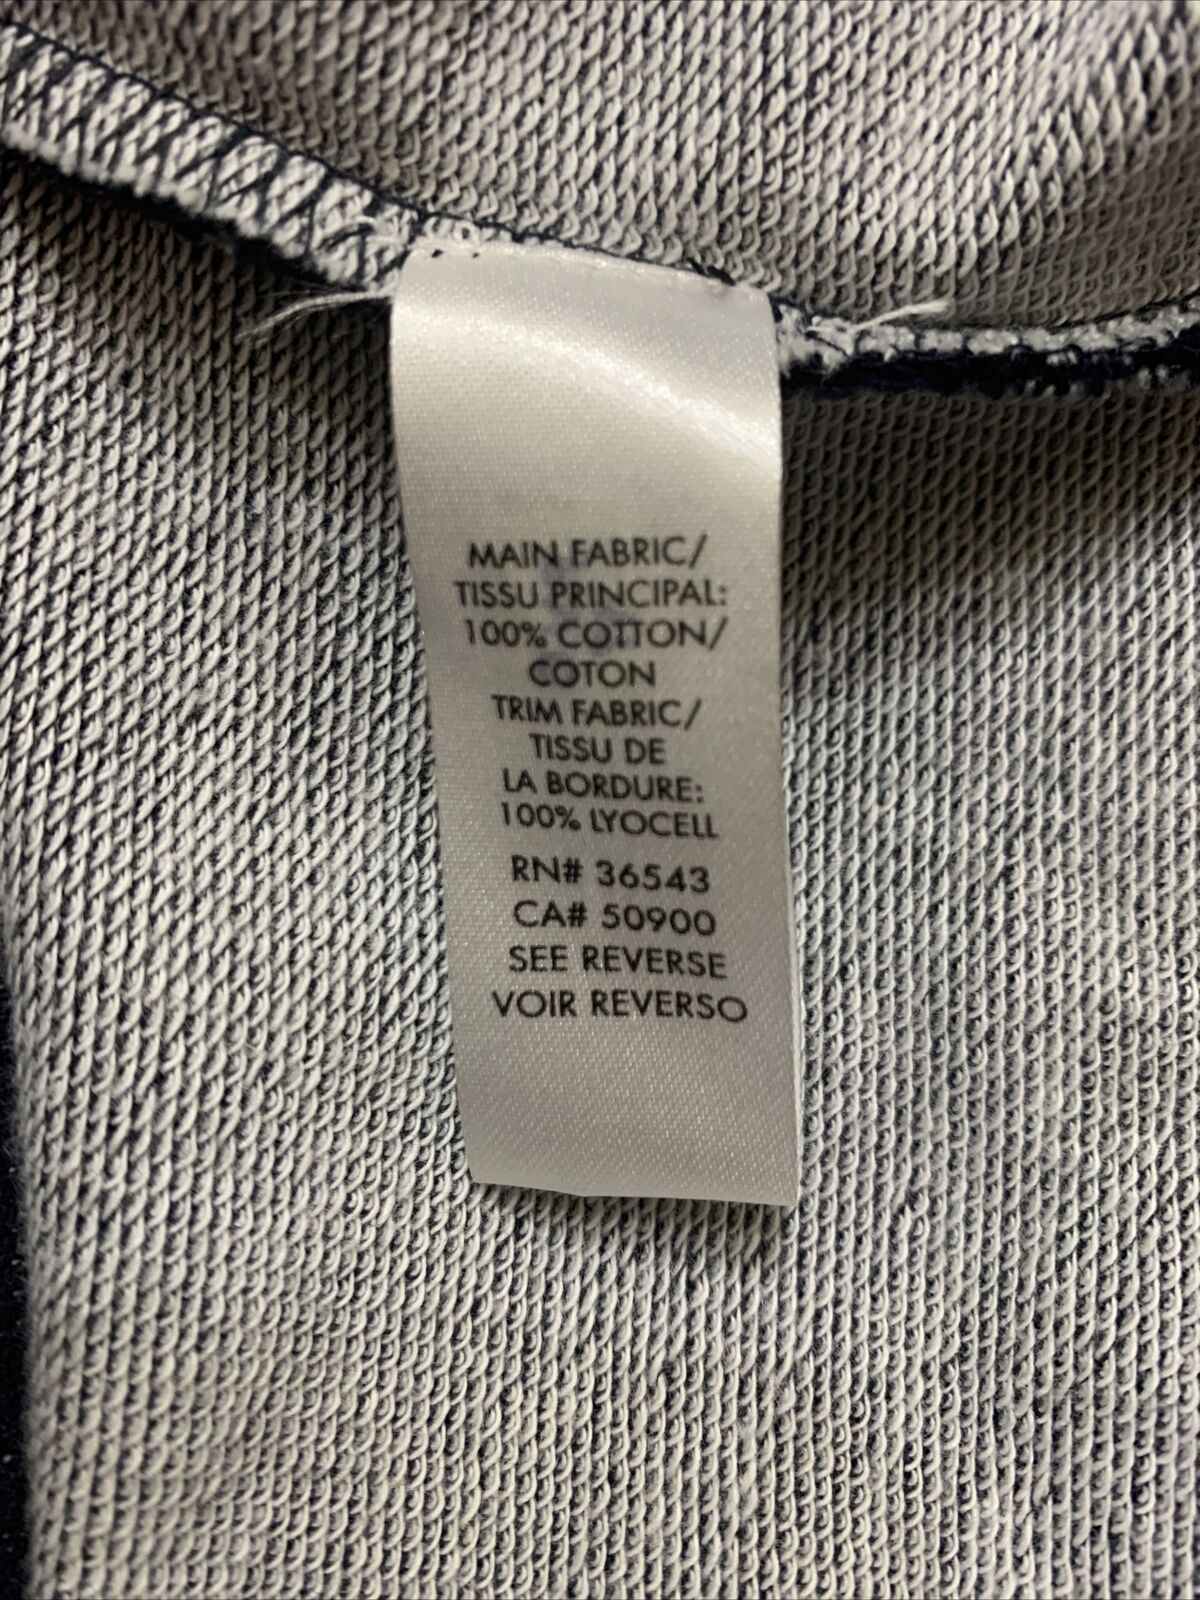 MAIN FABRIC/
TISSU PRINCIPAL:
100% COTTON/
COTON
TRIM FABRIC/
TISSU DE
LA BORDURE:
100% LYOCELL
RN# 36543
CA# 50900
SEE REVERSE
VOIR REVERSO